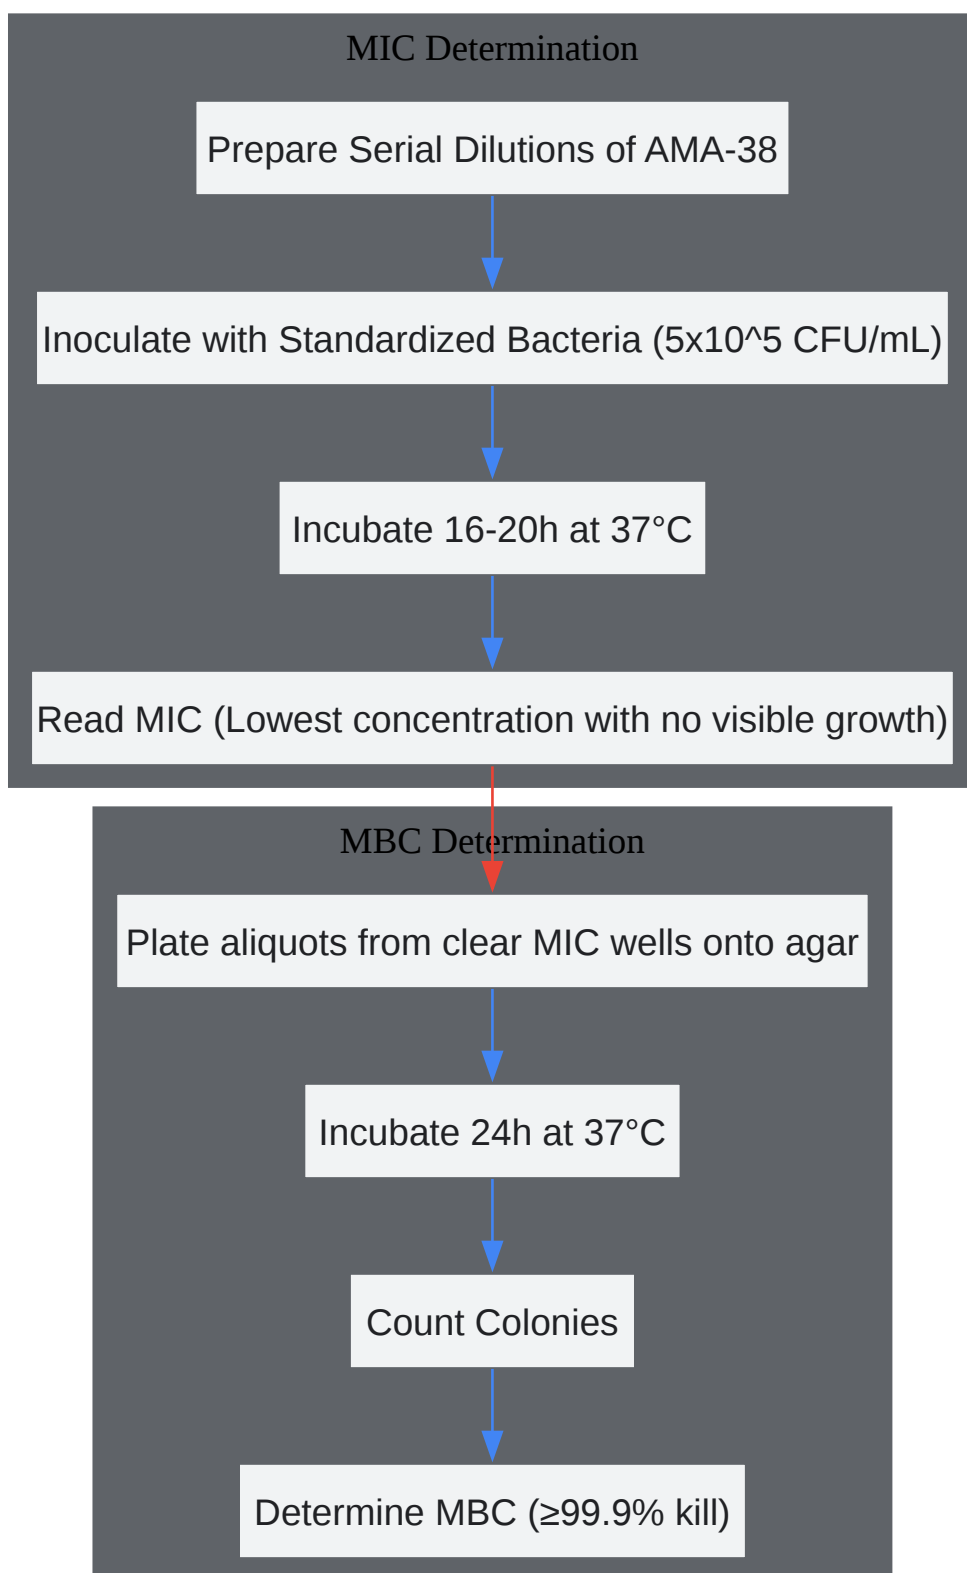 MIC Determination
Prepare Serial Dilutions of AMA-38
Inoculate with Standardized Bacteria (5x10^5 CFU/mL)
Incubate 16-20h at 37°C
Read MIC (Lowest concentration with no visible growth)
MBC Determination
Plate aliquots from clear MIC wells onto agar
Incubate 24h at 37°C
Count Colonies
Determine MBC (≥99.9% kill)